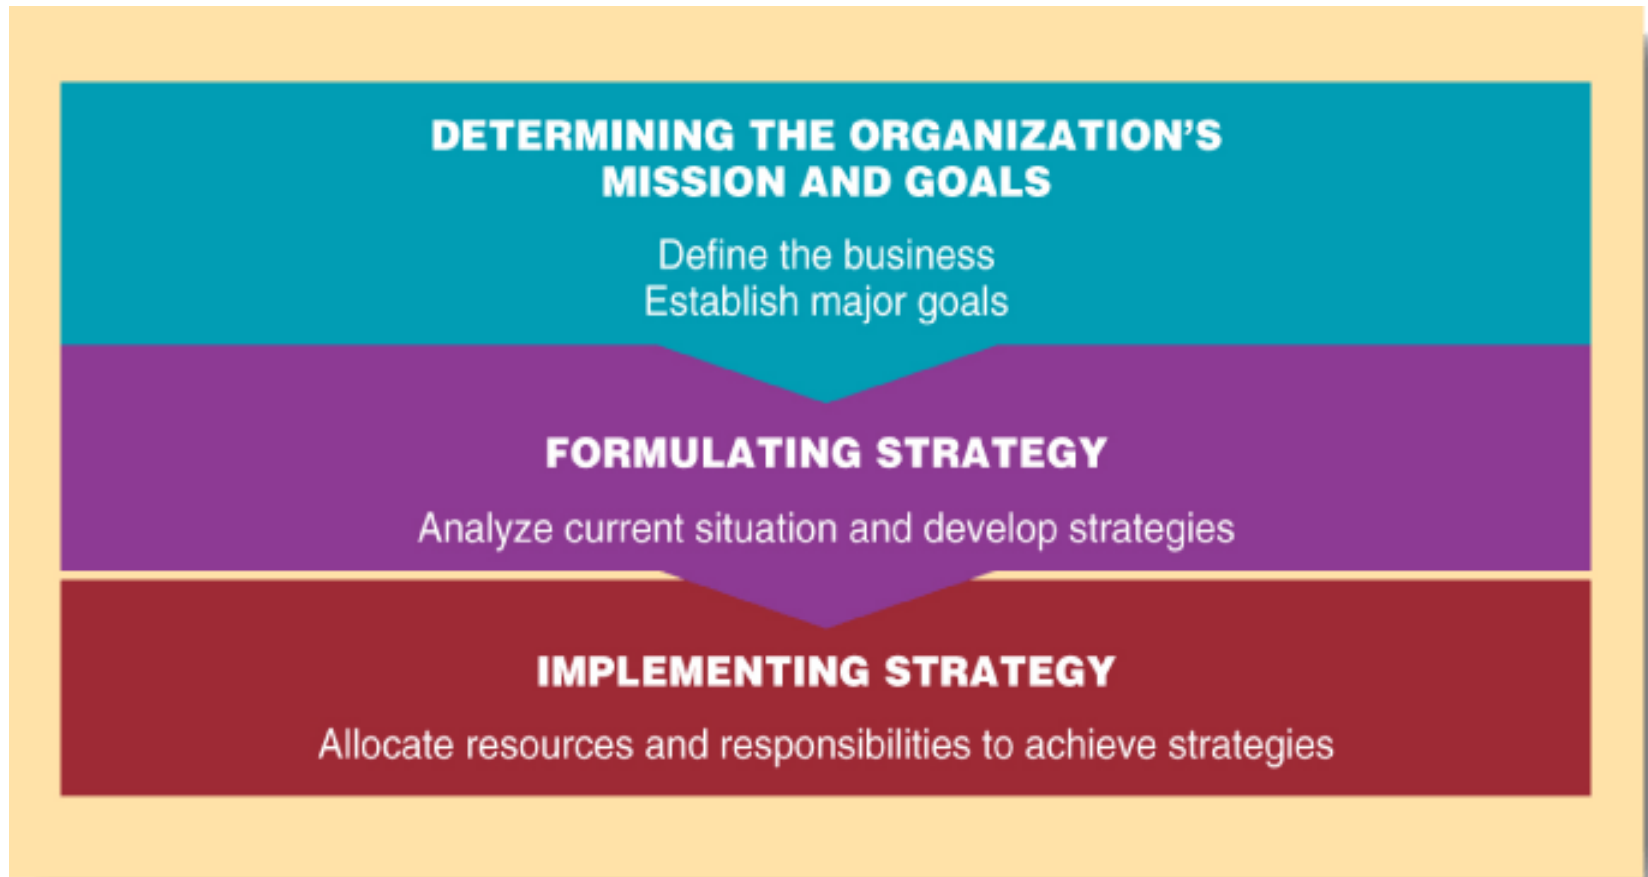 DETERMINING THE ORGANIZATION’S
MISSION AND GOALS
Define the business
Establish major goals
FORMULATING STRATEGY
Analyze current situation and develop strategies
IMPLEMENTING STRATEGY
Allocate resources and responsibilities to achieve strategies